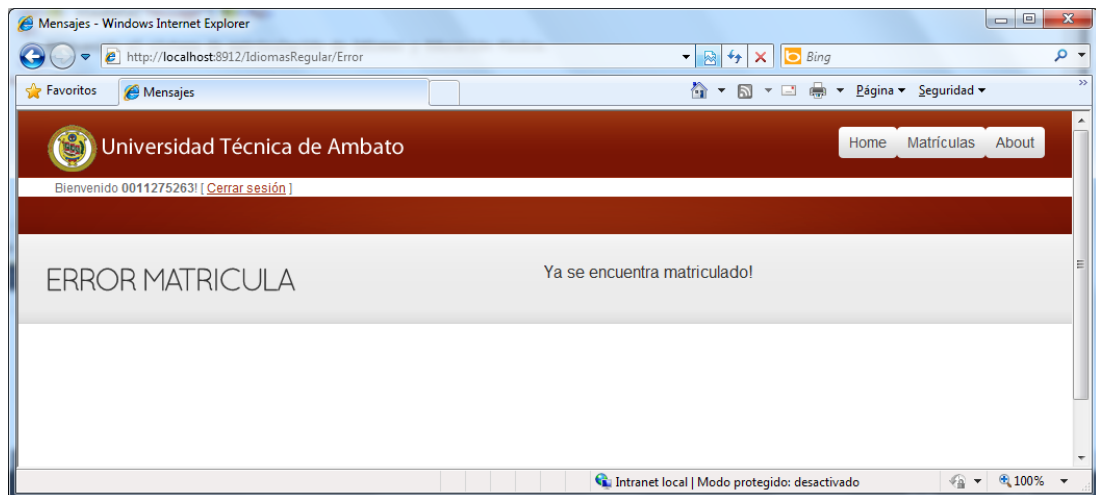 Mensajes - Windows Internet Explorer
http://localhost:8912/IdiomasRegular/Error
Bing
Favoritos
Mensajes
Página
Seguridad
Universidad Técnica de Ambato
Home Matrículas About
Bienvenido 0011275263! [ Cerrar sesión ]
ERROR MATRICULA
Ya se encuentra matriculado!
Intranet local | Modo protegido: desactivado
100%